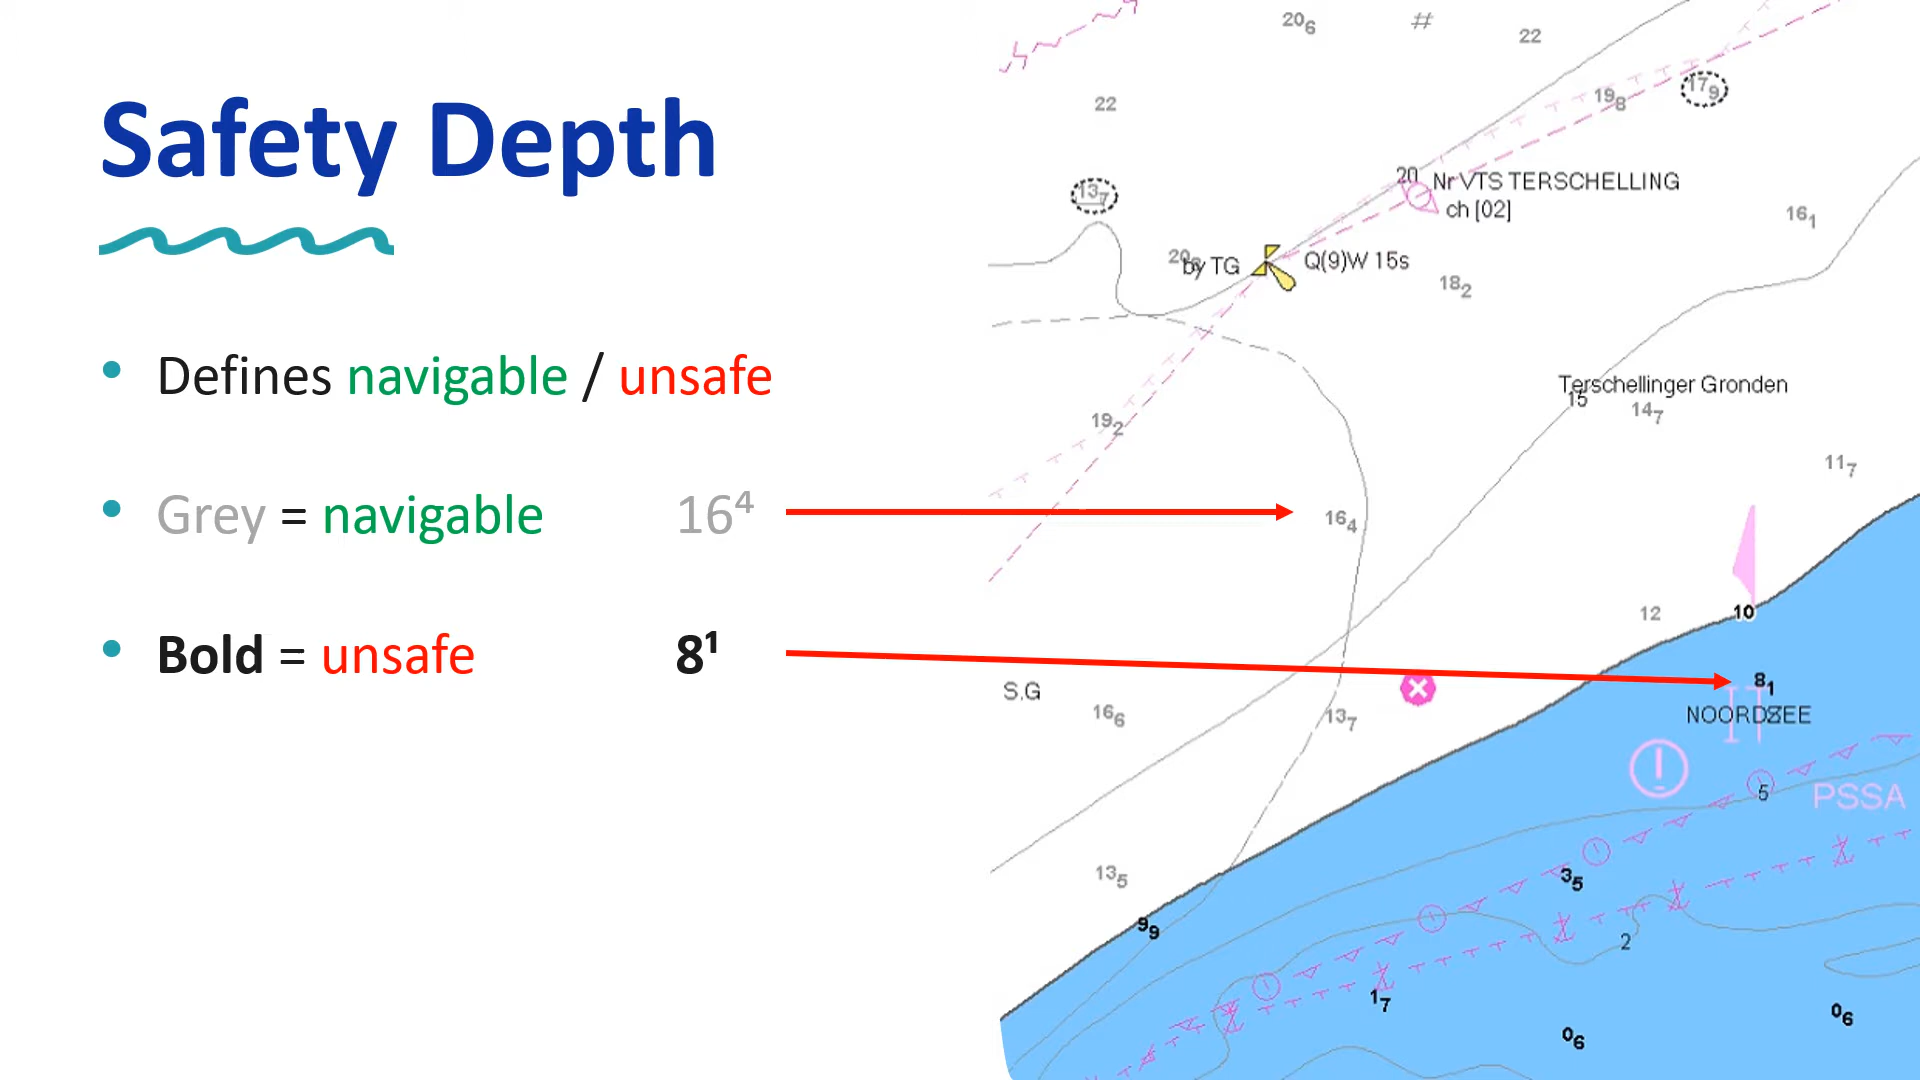 Safety Depth
• Defines navigable / unsafe
• Grey = navigable 16⁴
• Bold = unsafe 8¹
20₆
#
22
22
19₈
17₉
13₇
20
Nr VTS TERSCHELLING
ch [02]
16₁
by TG
Q(9)W 15s
18₂
Terschellinger Gronden
15
14₇
19₂
11₇
16₄
12
10
8₁
S.G
16₆
13₇
NOORDZEE
5
PSSA
13₅
3₅
9₉
2
1₇
0₆
0₆